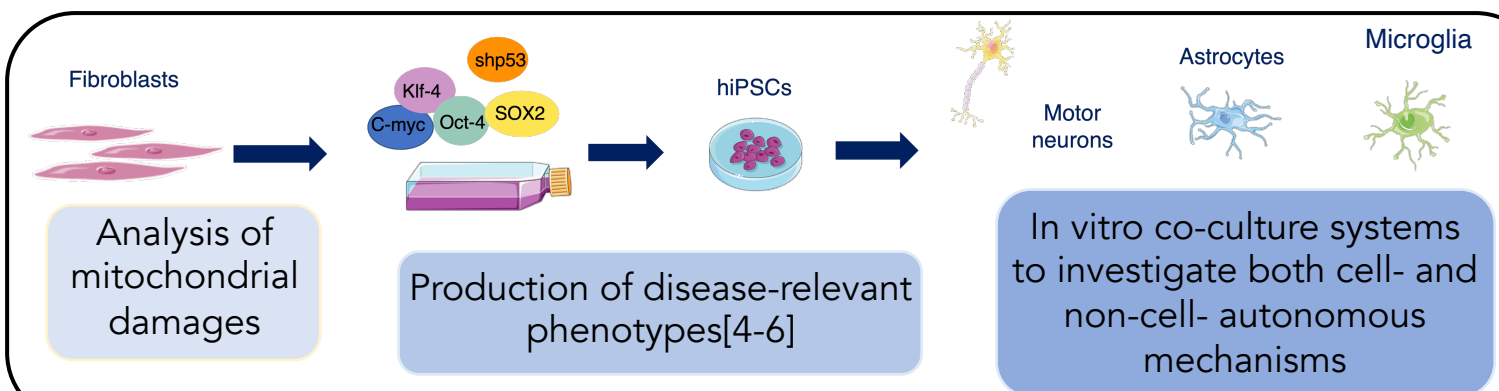 Fibroblasts
shp53
Klf-4
C-myc
Oct-4
SOX2
hiPSCs
Motor
neurons
Astrocytes
Microglia
Analysis of
mitochondrial
damages
Production of disease-relevant
phenotypes[4-6]
In vitro co-culture systems
to investigate both cell- and
non-cell- autonomous
mechanisms